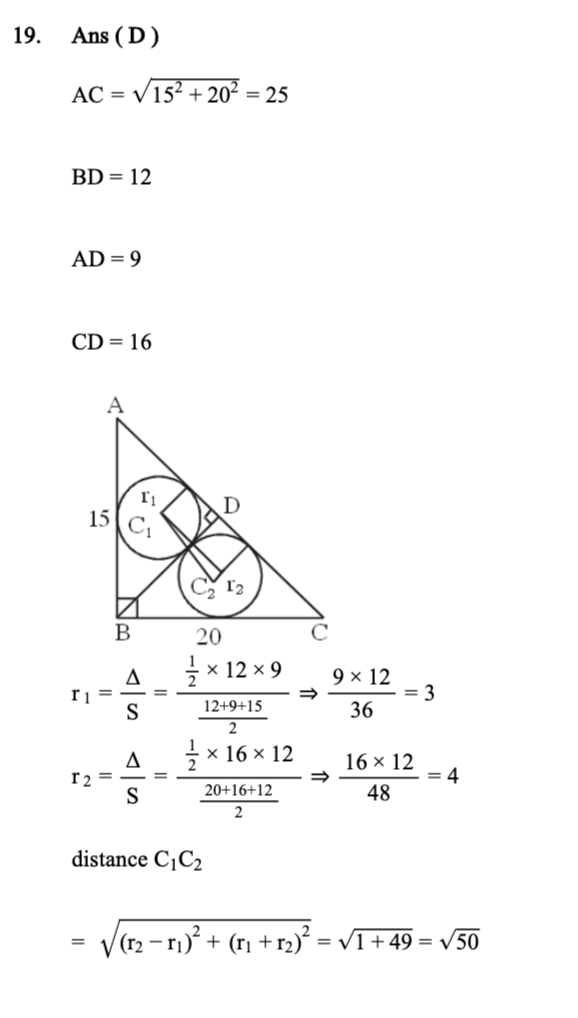 19. Ans ( D )
AC = √(15² + 20²) = 25
BD = 12
AD = 9
CD = 16
A
r₁
D
15
C₁
C₂ r₂
B
20
C
r₁ = Δ/S = (½ × 12 × 9)/((12+9+15)/2) ⇒ (9 × 12)/36 = 3
r₂ = Δ/S = (½ × 16 × 12)/((20+16+12)/2) ⇒ (16 × 12)/48 = 4
distance C₁C₂
= √((r₂ − r₁)² + (r₁ + r₂)²) = √(1 + 49) = √50